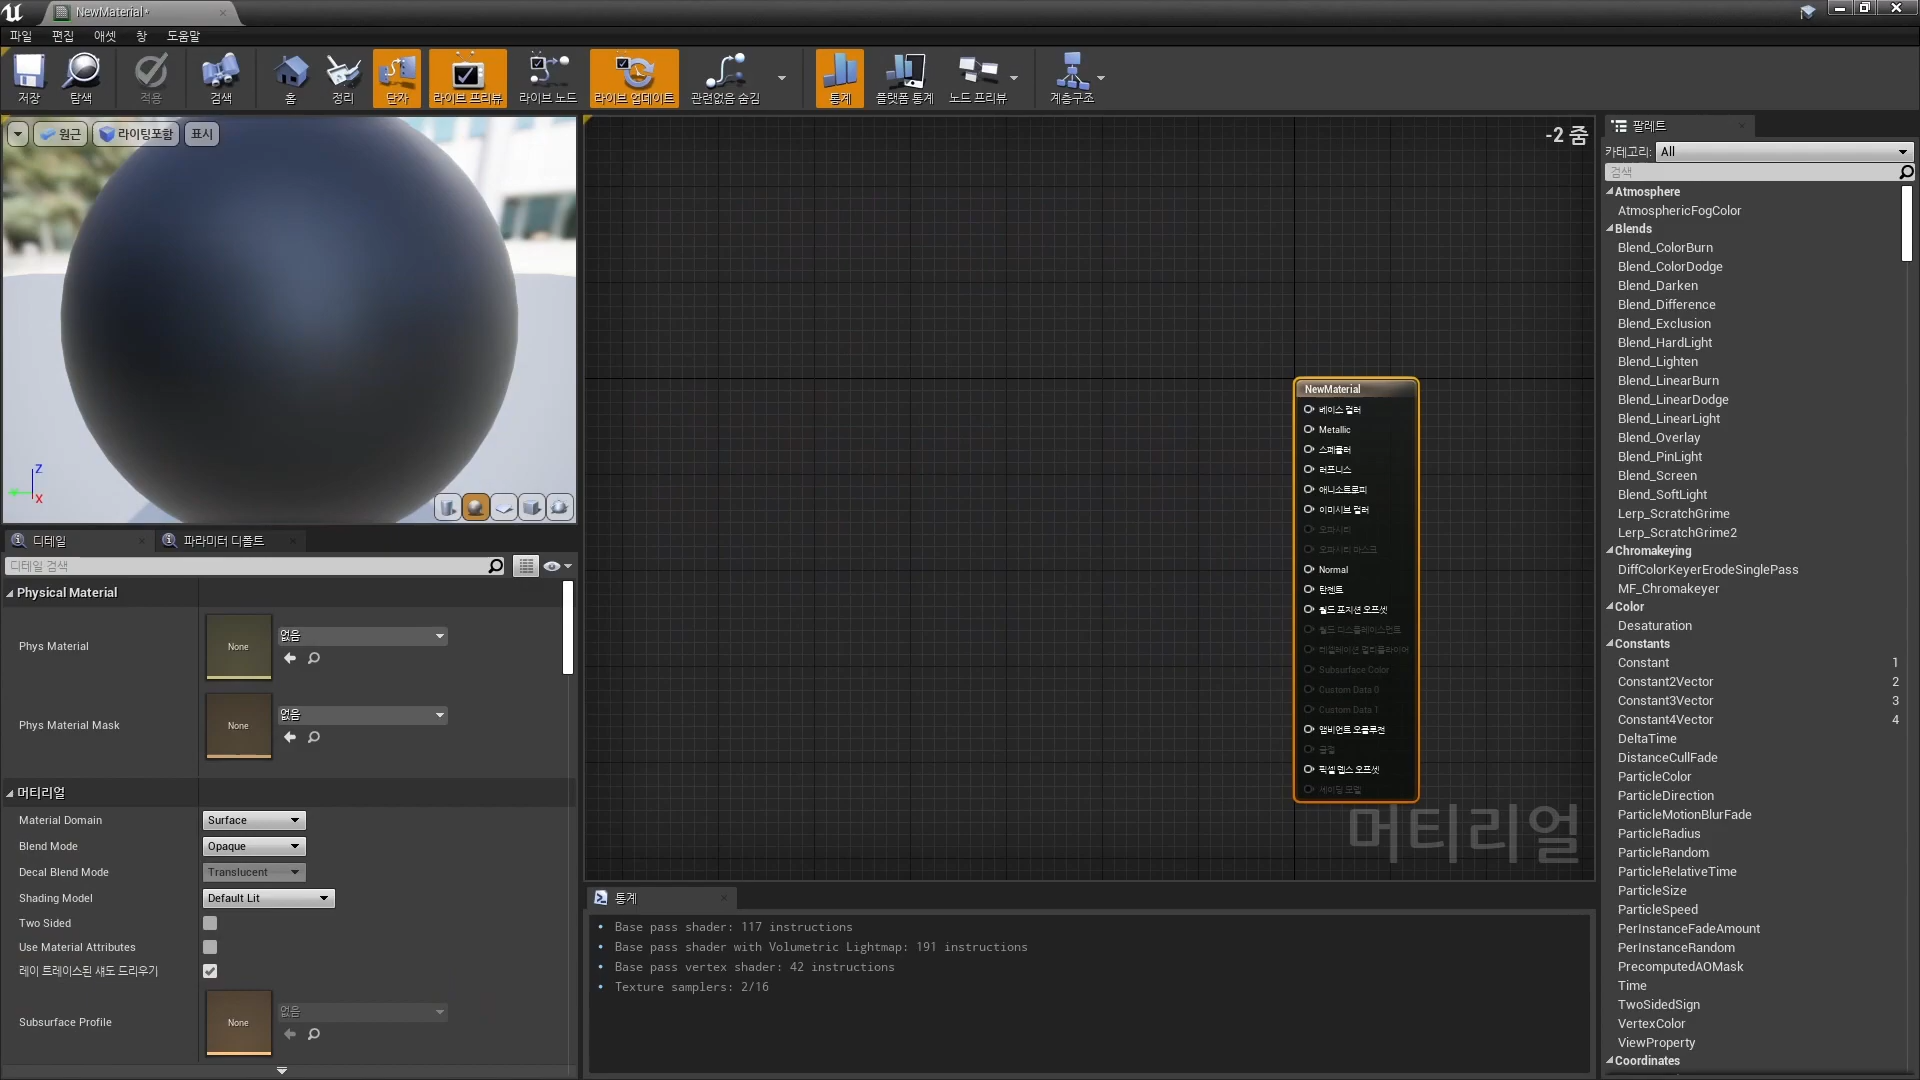 NewMaterial*
파일 편집 애셋 창 도움말
저장
탐색
적용
검색
홈
정리
단자
라이브 프리뷰
라이브 노드
라이브 업데이트
관련없음 숨김
통계
플랫폼 통계
노드 프리뷰
계층구조
원근
라이팅포함
표시
Z
X
디테일
파라미터 디폴트
디테일 검색
Physical Material
Phys Material
None
없음
Phys Material Mask
None
없음
머티리얼
Material Domain
Surface
Blend Mode
Opaque
Decal Blend Mode
Translucent
Shading Model
Default Lit
Two Sided
Use Material Attributes
레이 트레이스된 섀도 드리우기
Subsurface Profile
None
없음
-2 줌
NewMaterial
베이스 컬러
Metallic
스페큘러
러프니스
애니소트로피
이미시브 컬러
오파시티
오파시티 마스크
Normal
탄젠트
월드 포지션 오프셋
월드 디스플레이스먼트
테셀레이션 멀티플라이어
Subsurface Color
Custom Data 0
Custom Data 1
앰비언트 오클루전
굴절
픽셀 뎁스 오프셋
셰이딩 모델
머티리얼
통계
• Base pass shader: 117 instructions
• Base pass shader with Volumetric Lightmap: 191 instructions
• Base pass vertex shader: 42 instructions
• Texture samplers: 2/16
팔레트
카테고리: All
검색
Atmosphere
AtmosphericFogColor
Blends
Blend_ColorBurn
Blend_ColorDodge
Blend_Darken
Blend_Difference
Blend_Exclusion
Blend_HardLight
Blend_Lighten
Blend_LinearBurn
Blend_LinearDodge
Blend_LinearLight
Blend_Overlay
Blend_PinLight
Blend_Screen
Blend_SoftLight
Lerp_ScratchGrime
Lerp_ScratchGrime2
Chromakeying
DiffColorKeyerErodeSinglePass
MF_Chromakeyer
Color
Desaturation
Constants
Constant 1
Constant2Vector 2
Constant3Vector 3
Constant4Vector 4
DeltaTime
DistanceCullFade
ParticleColor
ParticleDirection
ParticleMotionBlurFade
ParticleRadius
ParticleRandom
ParticleRelativeTime
ParticleSize
ParticleSpeed
PerInstanceFadeAmount
PerInstanceRandom
PrecomputedAOMask
Time
TwoSidedSign
VertexColor
ViewProperty
Coordinates